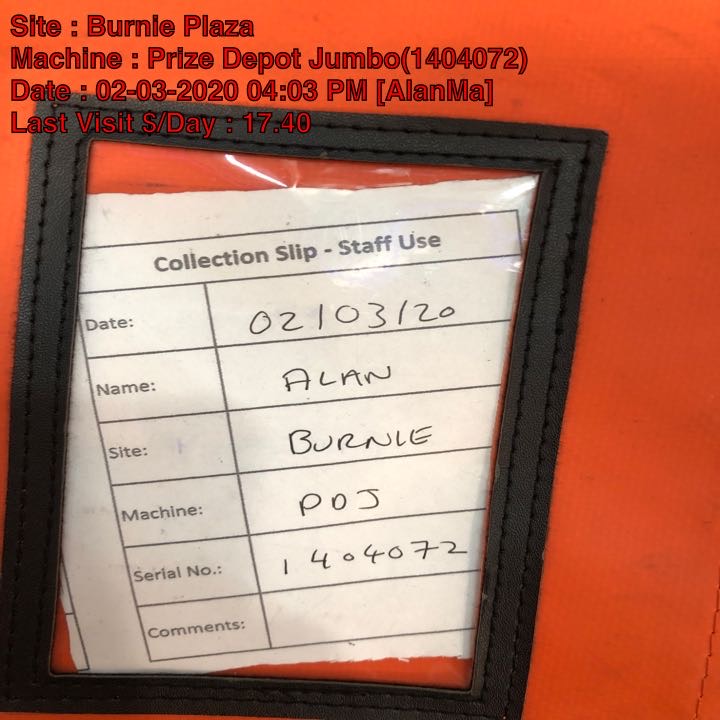 Site : Burnie Plaza
Machine : Prize Depot Jumbo(1404072)
Date : 02-03-2020 04:03 PM [AlanMa]
Last Visit $/Day : 17.40
Collection Slip - Staff Use
Date: 02/03/20
Name: ALAN
Site: BURNIE
Machine: PDJ
Serial No.: 1404072
Comments: